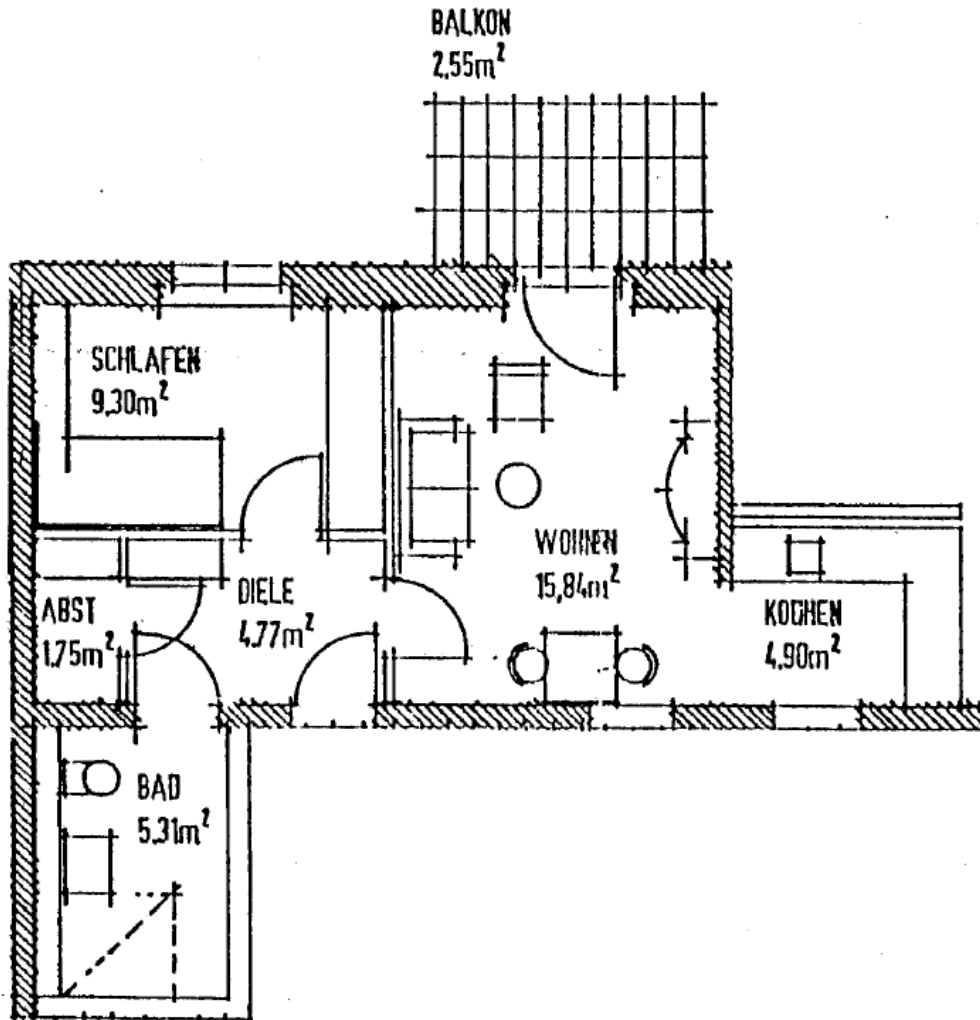 BALKON
2,55m²
SCHLAFEN
9,30m²
WOHNEN
15,84m²
ABST
1,75m²
DIELE
4,77m²
KOCHEN
4,90m²
BAD
5,31m²